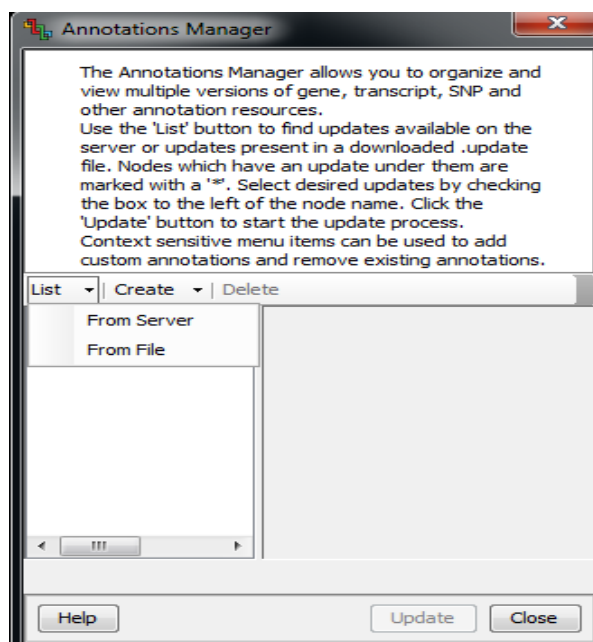 Annotations Manager
The Annotations Manager allows you to organize and
view multiple versions of gene, transcript, SNP and
other annotation resources.
Use the 'List' button to find updates available on the
server or updates present in a downloaded .update
file. Nodes which have an update under them are
marked with a '*'. Select desired updates by checking
the box to the left of the node name. Click the
'Update' button to start the update process.
Context sensitive menu items can be used to add
custom annotations and remove existing annotations.
List | Create | Delete
From Server
From File
Help Update Close